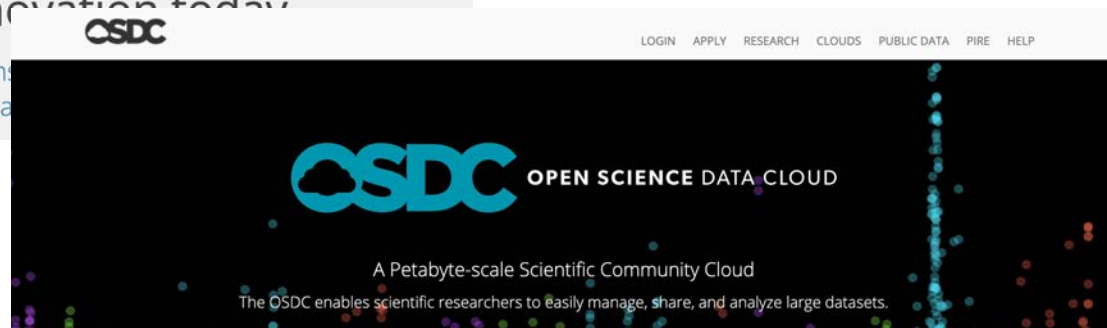 OSDC
LOGIN APPLY RESEARCH CLOUDS PUBLIC DATA PIRE HELP
OSDC OPEN SCIENCE DATA CLOUD
A Petabyte-scale Scientific Community Cloud
The OSDC enables scientific researchers to easily manage, share, and analyze large datasets.